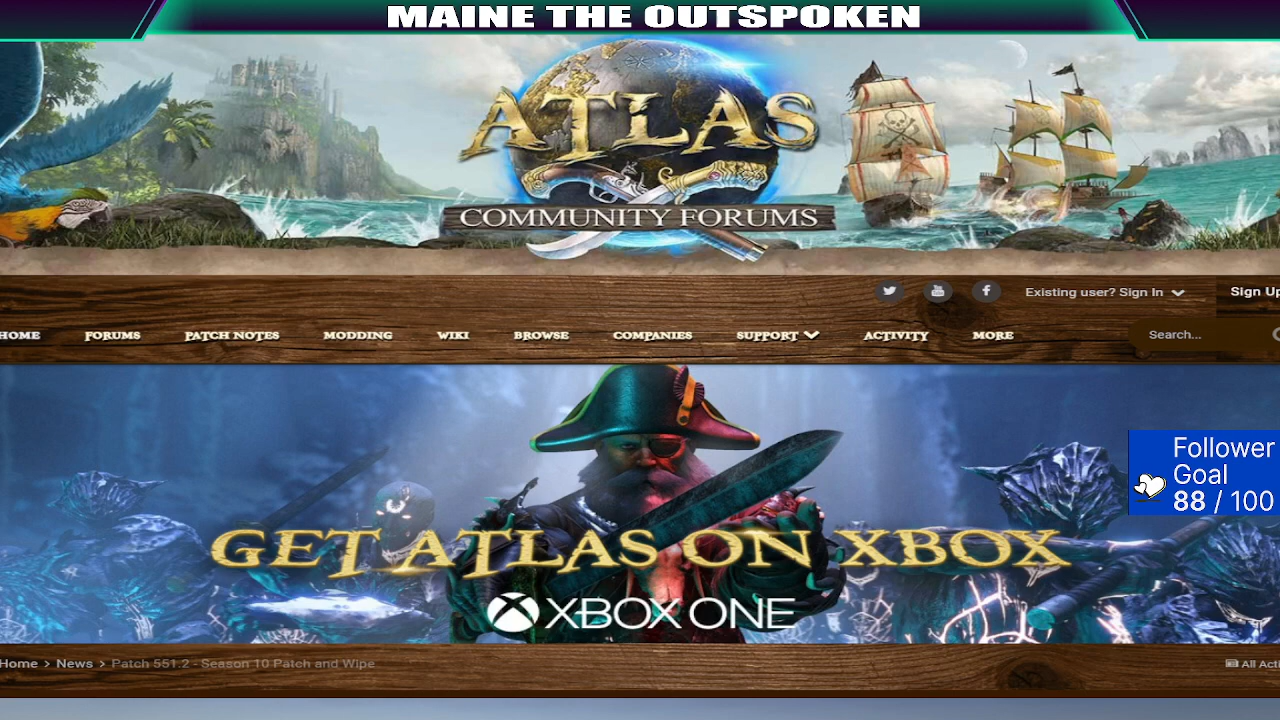 MAINE THE OUTSPOKEN
ATLAS
COMMUNITY FORUMS
Existing user? Sign In
Sign Up
HOME FORUMS PATCH NOTES MODDING WIKI BROWSE COMPANIES SUPPORT ACTIVITY MORE
Search...
Follower
Goal
88 / 100
GET ATLAS ON XBOX
XBOX ONE
Home > News > Patch 551.2 - Season 10 Patch and Wipe
All Acti